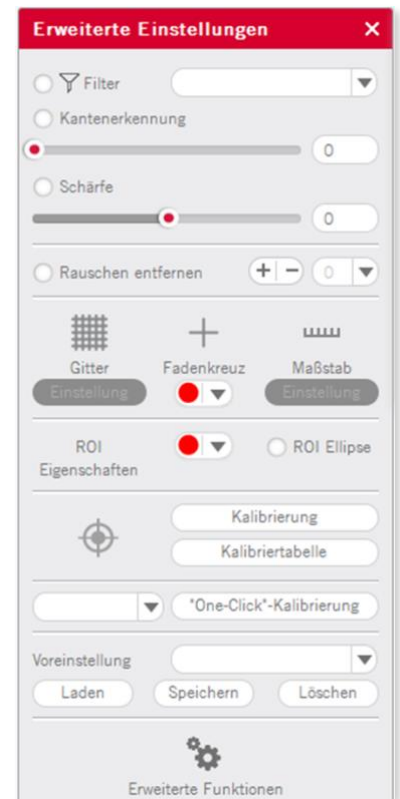 Erweiterte Einstellungen
Filter
Kantenerkennung
0
Schärfe
0
Rauschen entfernen + − 0
Gitter Fadenkreuz Maßstab
Einstellung Einstellung
ROI Eigenschaften
ROI Ellipse
Kalibrierung
Kalibriertabelle
"One-Click"-Kalibrierung
Voreinstellung
Laden Speichern Löschen
Erweiterte Funktionen